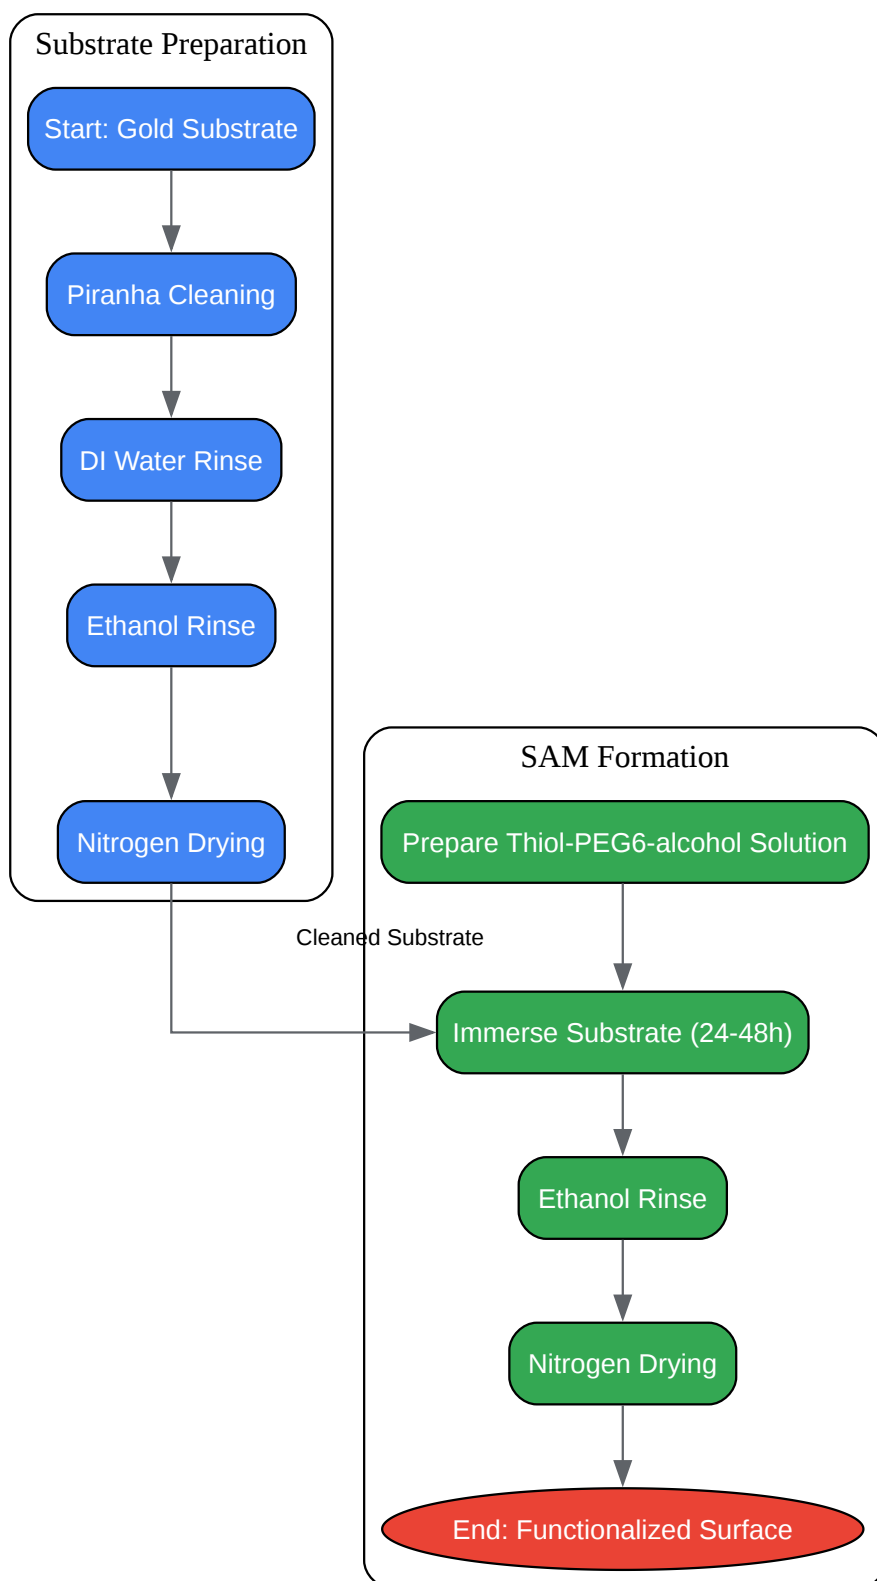 Substrate Preparation
Start: Gold Substrate
Piranha Cleaning
DI Water Rinse
Ethanol Rinse
Nitrogen Drying
Cleaned Substrate
SAM Formation
Prepare Thiol-PEG6-alcohol Solution
Immerse Substrate (24-48h)
Ethanol Rinse
Nitrogen Drying
End: Functionalized Surface